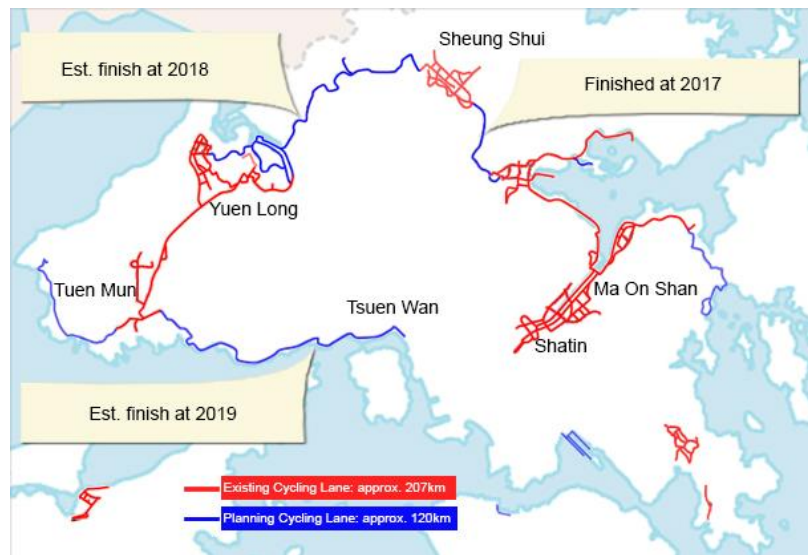 Sheung Shui
Est. finish at 2018
Finished at 2017
Yuen Long
Tuen Mun
Tsuen Wan
Ma On Shan
Shatin
Est. finish at 2019
Existing Cycling Lane: approx. 207km
Planning Cycling Lane: approx. 120km